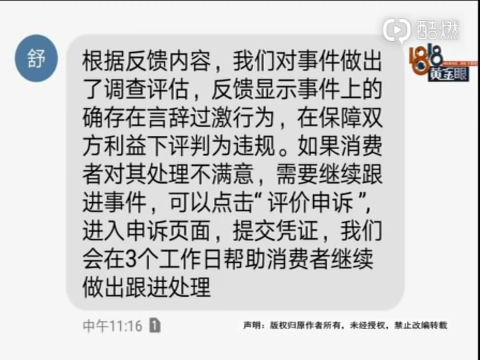 酷燃
1818
黄金眼
舒
根据反馈内容，我们对事件做出
了调查评估，反馈显示事件上的
确存在言辞过激行为，在保障双
方利益下评判为违规。如果消费
者对其处理不满意，需要继续跟
进事件，可以点击“评价申诉”，
进入申诉页面，提交凭证，我们
会在3个工作日帮助消费者继续
做出跟进处理
中午11:16 1
声明：版权归原作者所有，未经授权，禁止改编转载